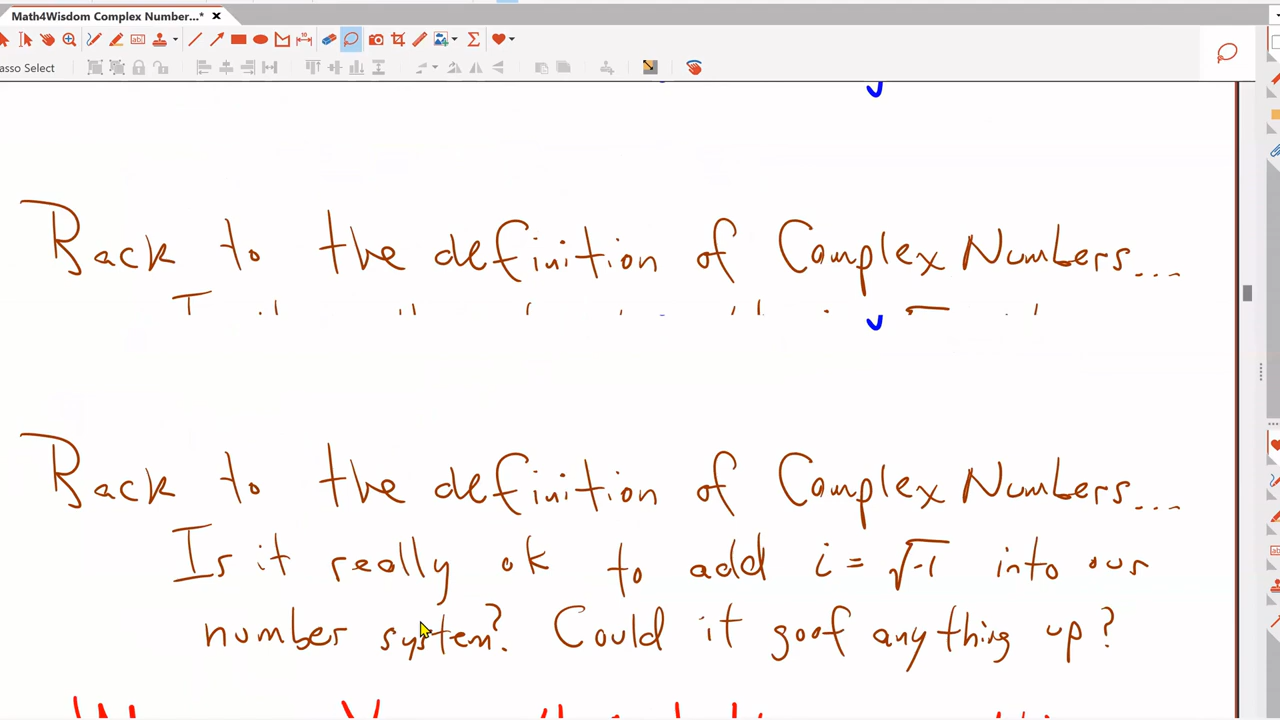 Math4Wisdom Complex Number...*
asso Select
Back to the definition of Complex Numbers...
Back to the definition of Complex Numbers...
Is it really ok to add i = √-1 into our
number system? Could it goof anything up?